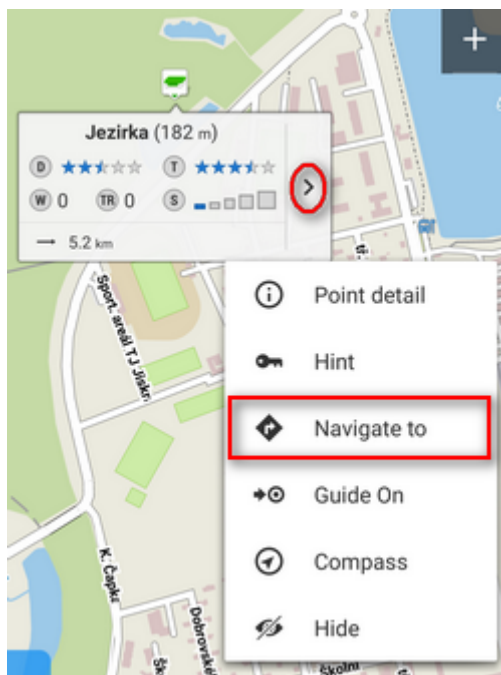 +
Jezirka (182 m)
D T
W 0 TR 0 S
5.2 km
tř.
Sport. areál TJ Jiskra
Point detail
Hint
Navigate to
Guide On
Compass
Hide
K. Čapka
Dobrovského
Školní